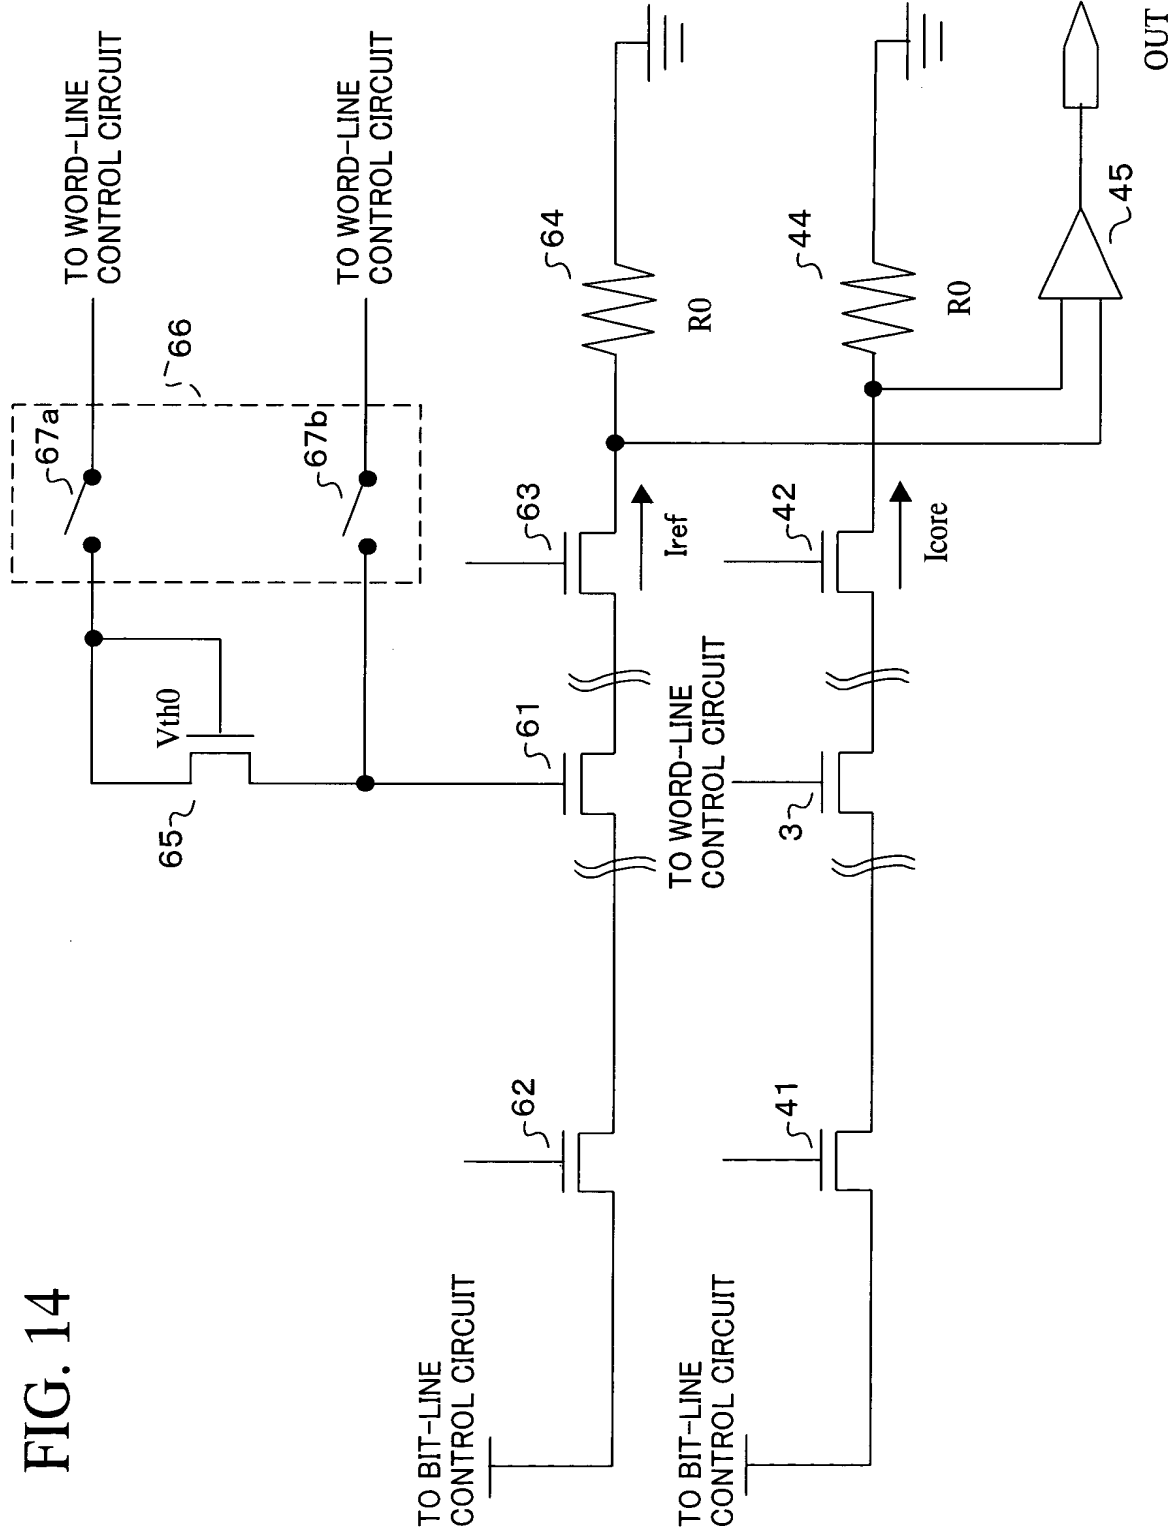 FIG. 14
TO BIT-LINE
CONTROL CIRCUIT
TO BIT-LINE
CONTROL CIRCUIT
62
41
65
Vth0
61
3
TO WORD-LINE
CONTROL CIRCUIT
63
Iref
42
Icore
67a
67b
66
TO WORD-LINE
CONTROL CIRCUIT
TO WORD-LINE
CONTROL CIRCUIT
64
R0
44
R0
45
OUT